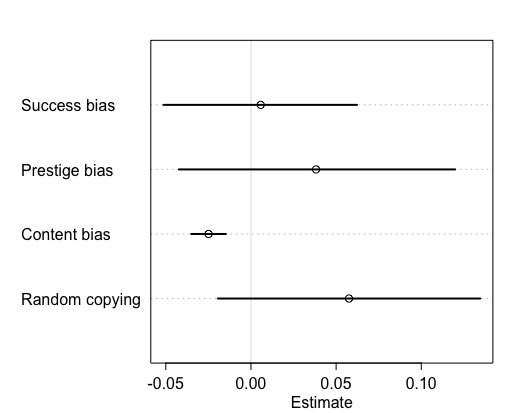 Success bias
Prestige bias
Content bias
Random copying
-0.05 0.00 0.05 0.10
Estimate